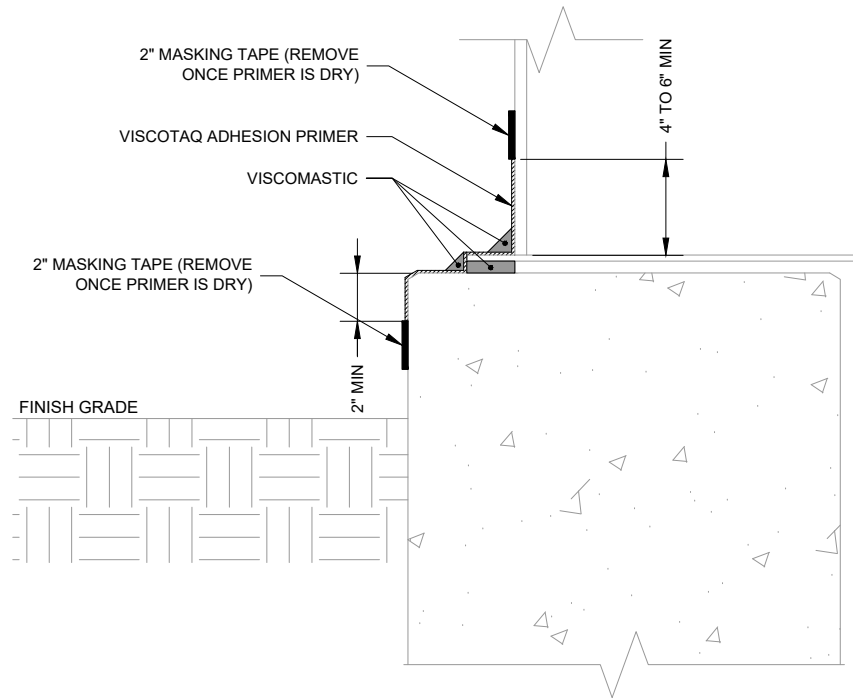 2" MASKING TAPE (REMOVE
ONCE PRIMER IS DRY)
VISCOTAQ ADHESION PRIMER
VISCOMASTIC
2" MASKING TAPE (REMOVE
ONCE PRIMER IS DRY)
4" TO 6" MIN
2" MIN
FINISH GRADE